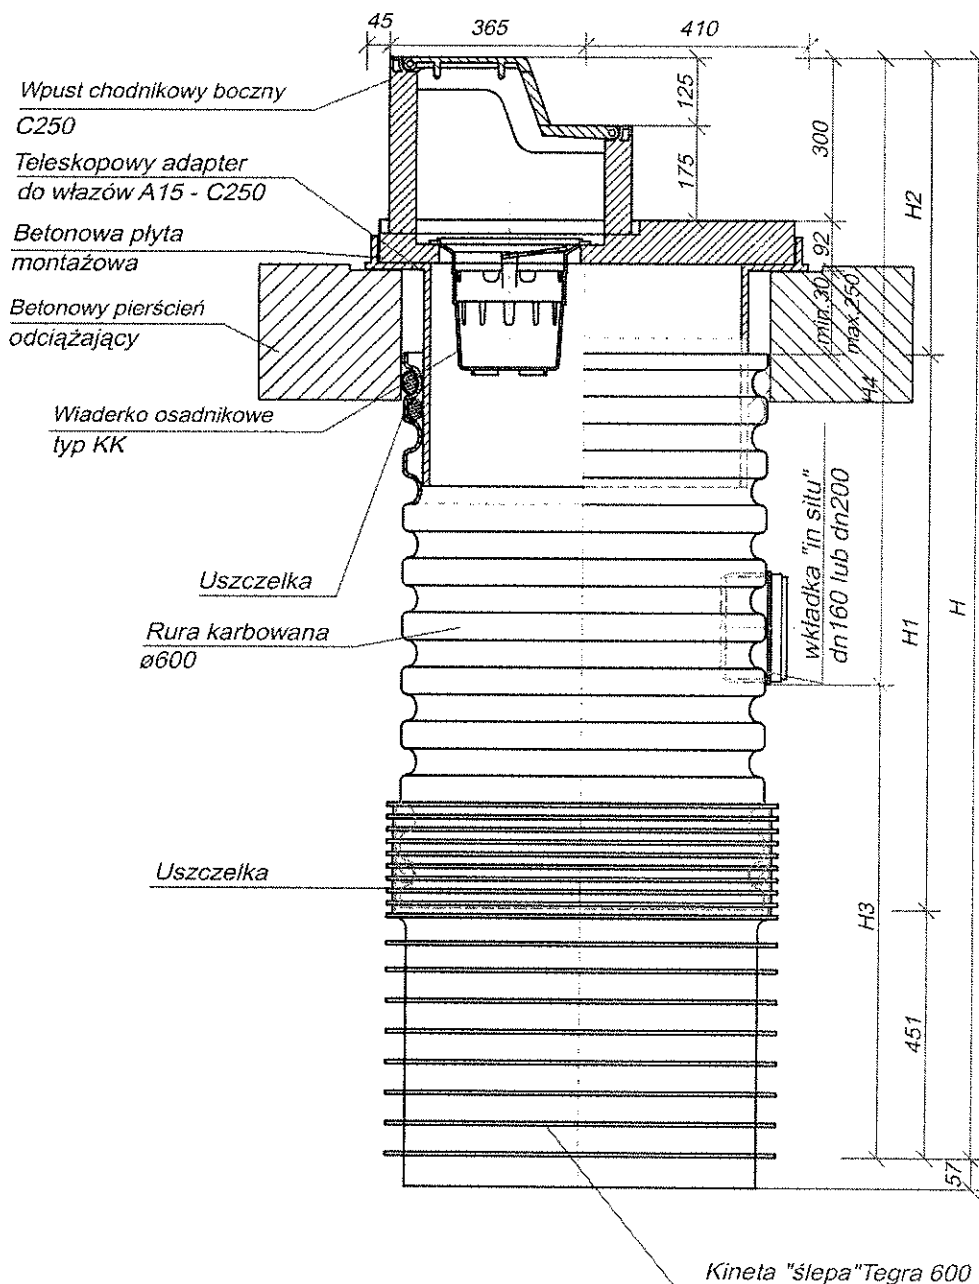 45
365
410
Wpust chodnikowy boczny
C250
Teleskopowy adapter
do włazów A15 - C250
Betonowa płyta
montażowa
Betonowy pierścień
odciążający
Wiaderko osadnikowe
typ KK
Uszczelka
Rura karbowana
ø600
Uszczelka
125
175
300
92
min.30
max.250
H2
H4
wkładka "in situ"
dn160 lub dn200
H1
H
H3
451
57
Kineta "ślepa"Tegra 600